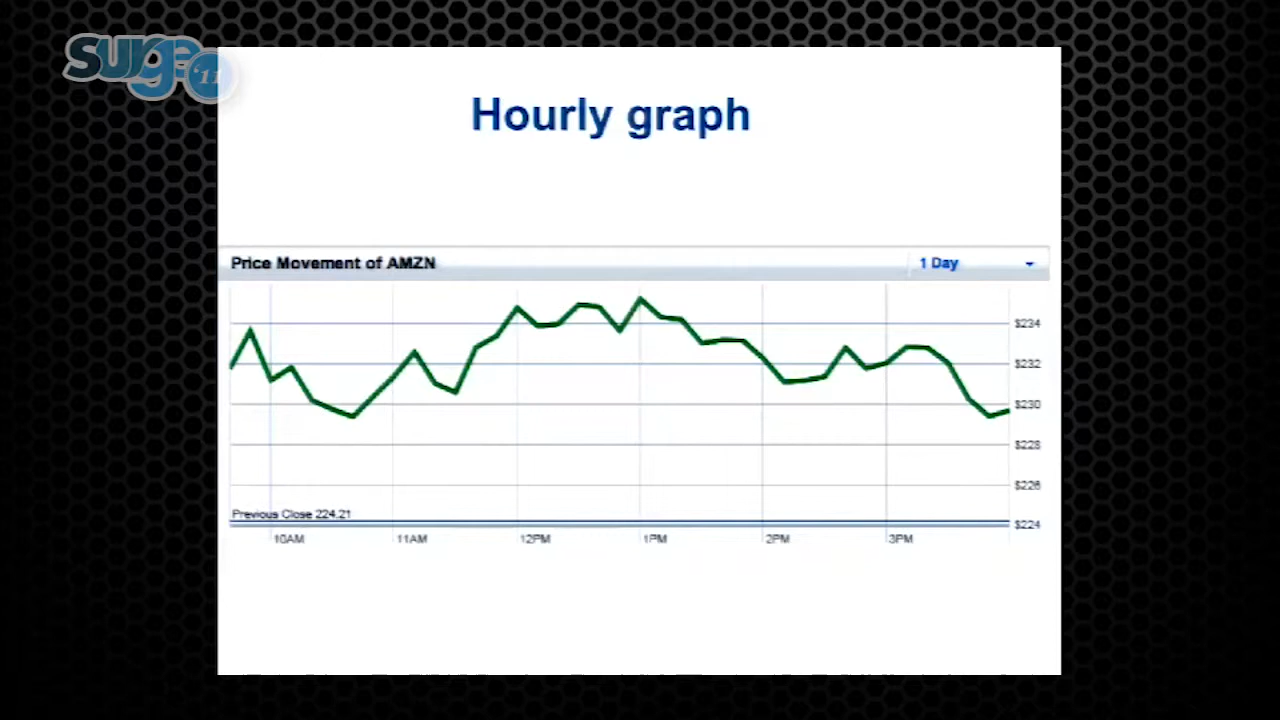 surge '11
Hourly graph
Price Movement of AMZN
1 Day
$234
$232
$230
$228
$226
Previous Close 224.21
$224
10AM 11AM 12PM 1PM 2PM 3PM